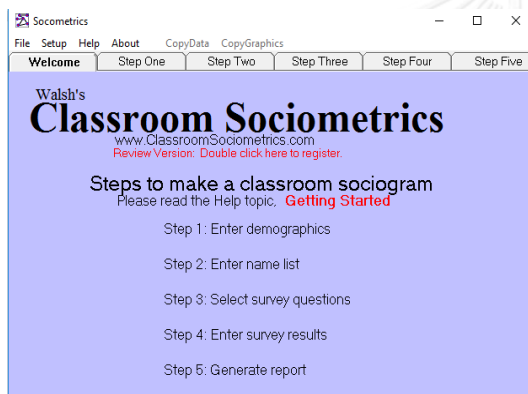 Socometrics
File Setup Help About CopyData CopyGraphics
Welcome Step One Step Two Step Three Step Four Step Five
Walsh's
Classroom Sociometrics
www.ClassroomSociometrics.com
Review Version: Double click here to register.
Steps to make a classroom sociogram
Please read the Help topic, Getting Started
Step 1: Enter demographics
Step 2: Enter name list
Step 3: Select survey questions
Step 4: Enter survey results
Step 5: Generate report